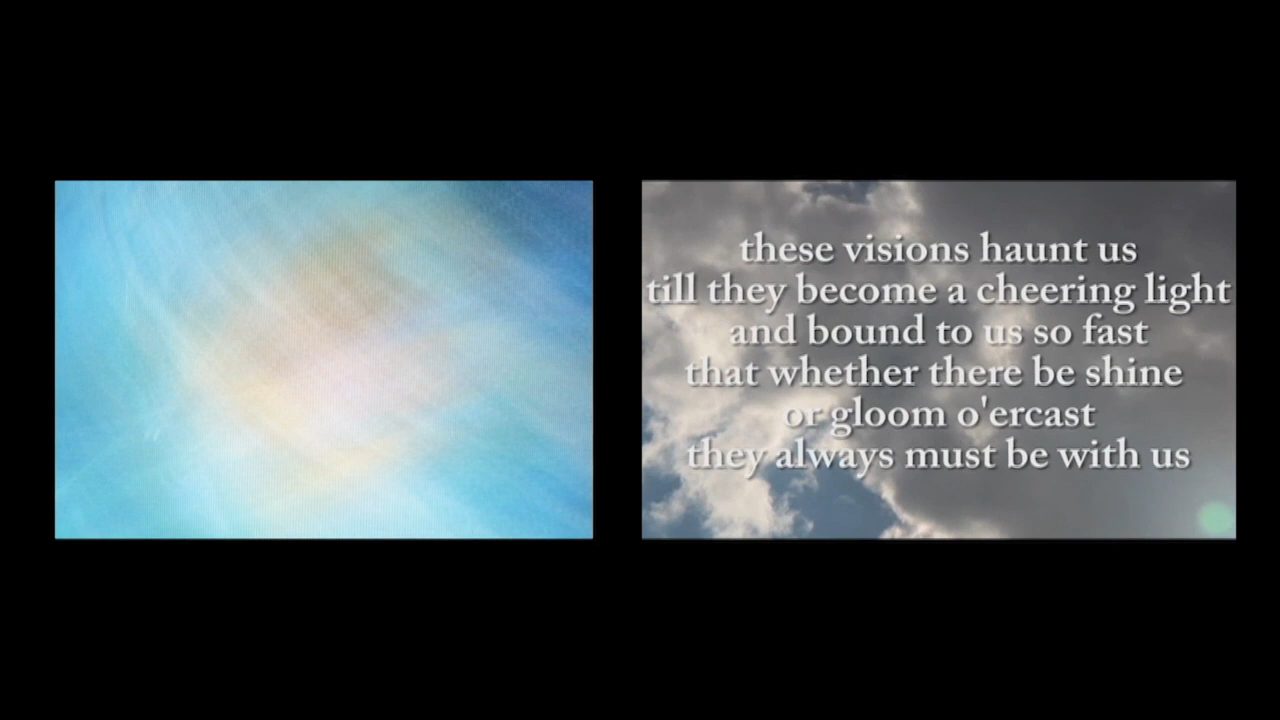 these visions haunt us
till they become a cheering light
and bound to us so fast
that whether there be shine
or gloom o'ercast
they always must be with us